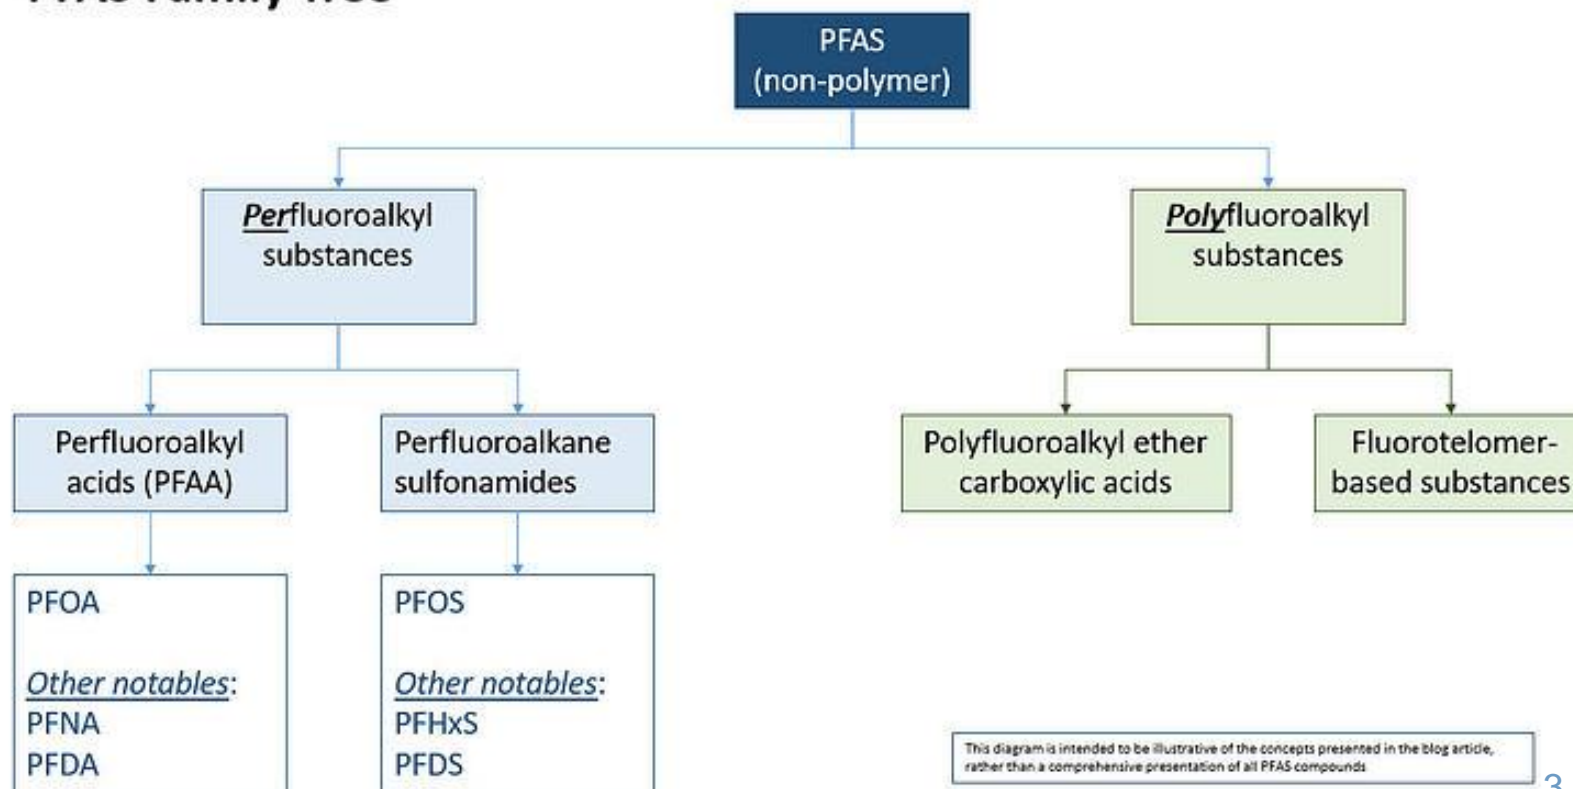 PFAS Family Tree
PFAS
(non-polymer)
Perfluoroalkyl
substances
Polyfluoroalkyl
substances
Perfluoroalkyl
acids (PFAA)
Perfluoroalkane
sulfonamides
Polyfluoroalkyl ether
carboxylic acids
Fluorotelomer-
based substances
PFOA
Other notables:
PFNA
PFDA
PFOS
Other notables:
PFHxS
PFDS
This diagram is intended to be illustrative of the concepts presented in the blog article,
rather than a comprehensive presentation of all PFAS compounds
3